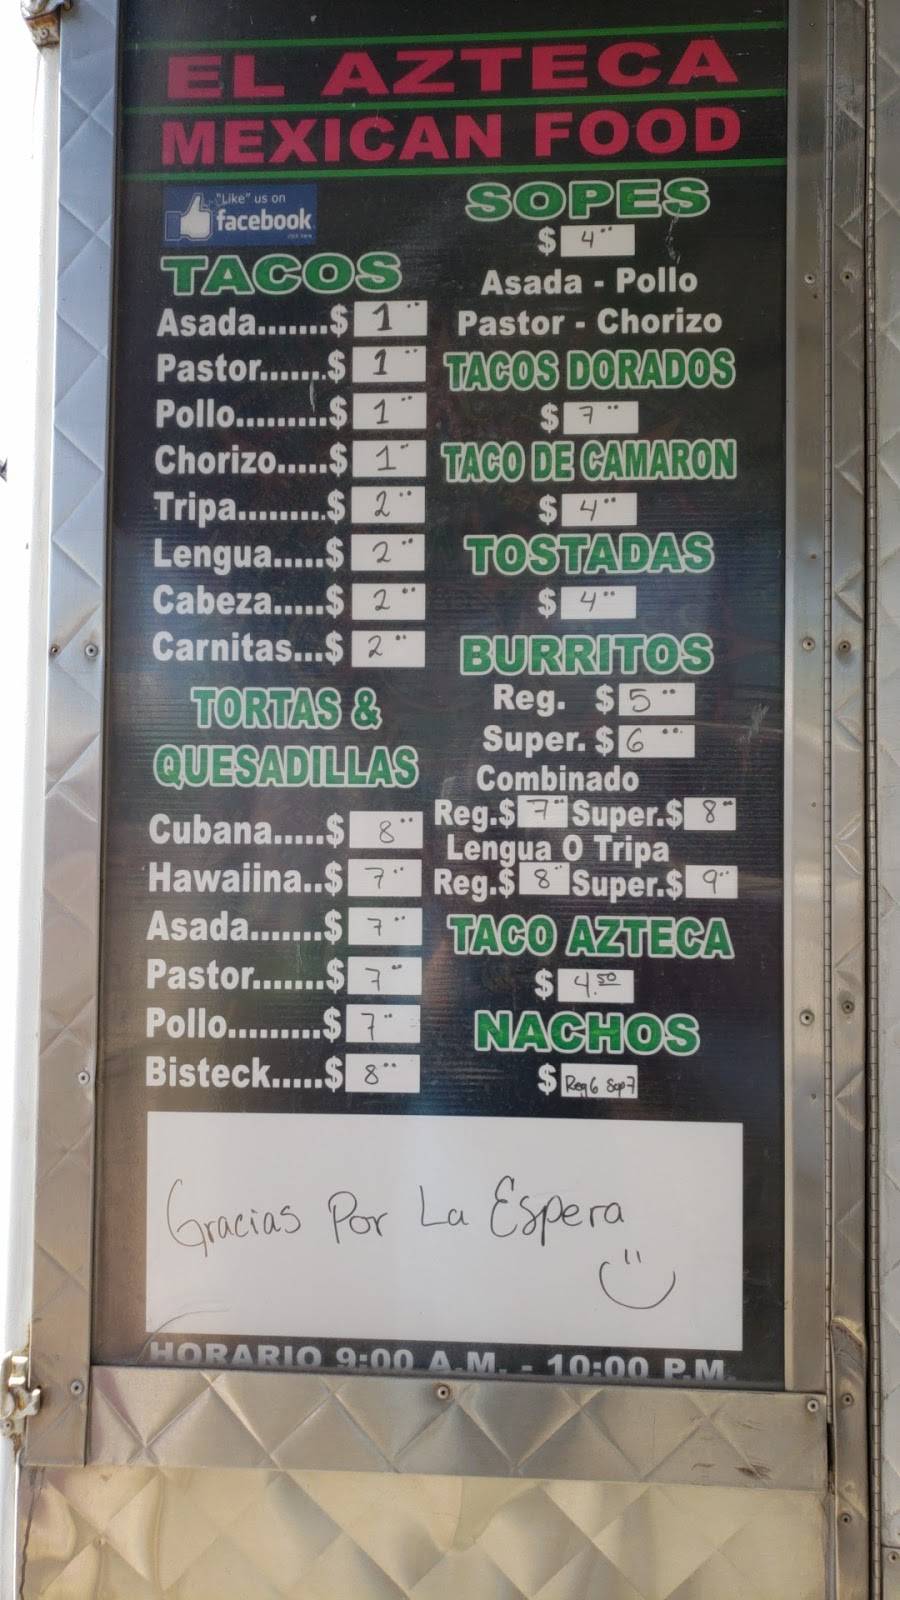 EL AZTECA
MEXICAN FOOD
"Like" us on
facebook
TACOS
Asada.......$ 1
Pastor.......$ 1
Pollo.........$ 1
Chorizo.....$ 1
Tripa.........$ 2
Lengua.....$ 2
Cabeza.....$ 2
Carnitas...$ 2
TORTAS &
QUESADILLAS
Cubana.....$ 8
Hawaiina..$ 7
Asada.......$ 7
Pastor.......$ 7
Pollo.........$ 7
Bisteck.....$ 8
SOPES
$ 4
Asada - Pollo
Pastor - Chorizo
TACOS DORADOS
$ 7
TACO DE CAMARON
$ 4
TOSTADAS
$ 4
BURRITOS
Reg. $ 5
Super. $ 6
Combinado
Reg.$ 7 Super.$ 8
Lengua O Tripa
Reg.$ 8 Super.$ 9
TACO AZTECA
$ 4.50
NACHOS
$ Reg 6 Sup 7
Gracias Por La Espera
HORARIO 9:00 A.M. - 10:00 P.M.